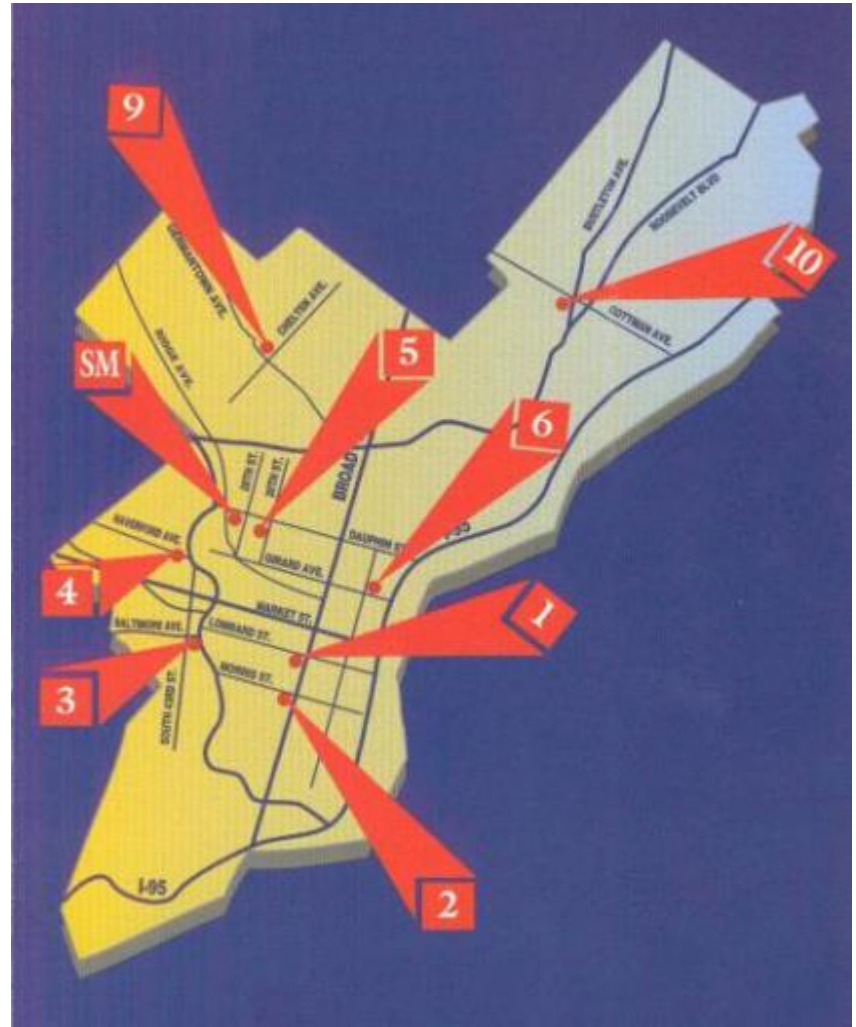 9
GERMANTOWN AVE.
CHELTEN AVE.
BUSTLETON AVE.
ROOSEVELT BLVD
10
COTTMAN AVE.
RIDGE AVE.
SM
5
6
BROAD
29TH ST.
DAUPHIN ST.
I-95
HAVERFORD AVE.
GIRARD AVE.
4
MARKET ST.
1
BALTIMORE AVE.
LOMBARD ST.
MORRIS ST.
3
SOUTH 43RD ST.
I-95
2